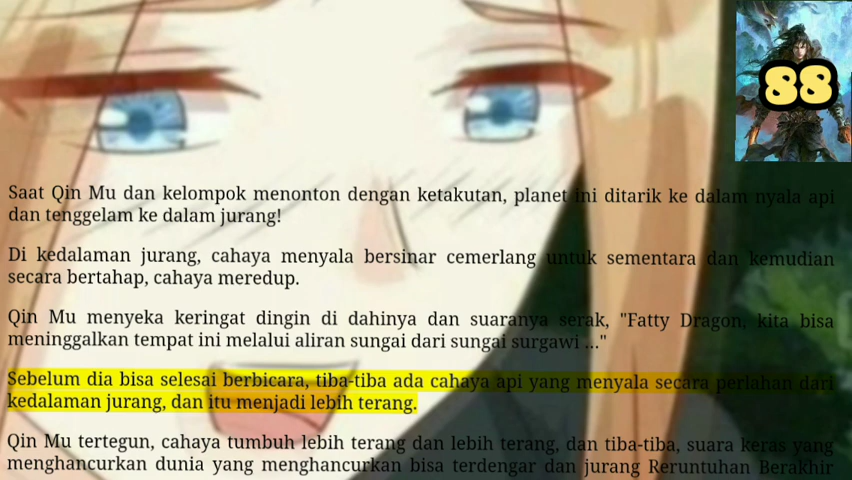 88
Saat Qin Mu dan kelompok menonton dengan ketakutan, planet ini ditarik ke dalam nyala api
dan tenggelam ke dalam jurang!
Di kedalaman jurang, cahaya menyala bersinar cemerlang untuk sementara dan kemudian
secara bertahap, cahaya meredup.
Qin Mu menyeka keringat dingin di dahinya dan suaranya serak, "Fatty Dragon, kita bisa
meninggalkan tempat ini melalui aliran sungai dari sungai surgawi ..."
Sebelum dia bisa selesai berbicara, tiba-tiba ada cahaya api yang menyala secara perlahan dari
kedalaman jurang, dan itu menjadi lebih terang.
Qin Mu tertegun, cahaya tumbuh lebih terang dan lebih terang, dan tiba-tiba, suara keras yang
menghancurkan dunia yang menghancurkan bisa terdengar dan jurang Reruntuhan Berakhir